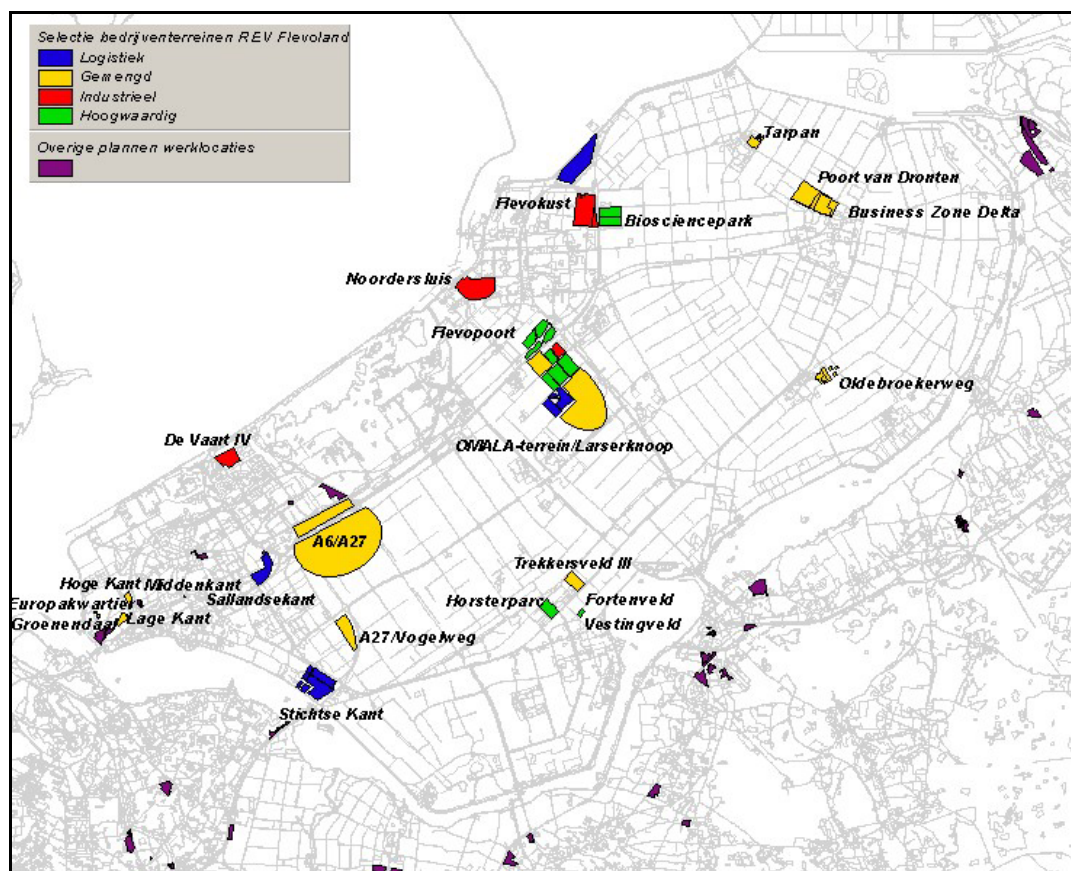 Selectie bedrijventerreinen REV Flevoland
Logistiek
Gemengd
Industrieel
Hoogwaardig
Overige plannen werklocaties
Tarpan
Poort van Dronten
Business Zone Delta
Flevokust
Biosciencepark
Noordersluis
Flevopoort
Oldebroekerweg
OMALA-terrein/Larserknoop
De Vaart IV
A6/A27
Trekkersveld III
Hoge Kant Middenkant
Sallandsekant
Horsterparc
Fortenveld
Europakwartier
Lage Kant
Groenendaal
Vestingveld
A27/Vogelweg
Stichtse Kant